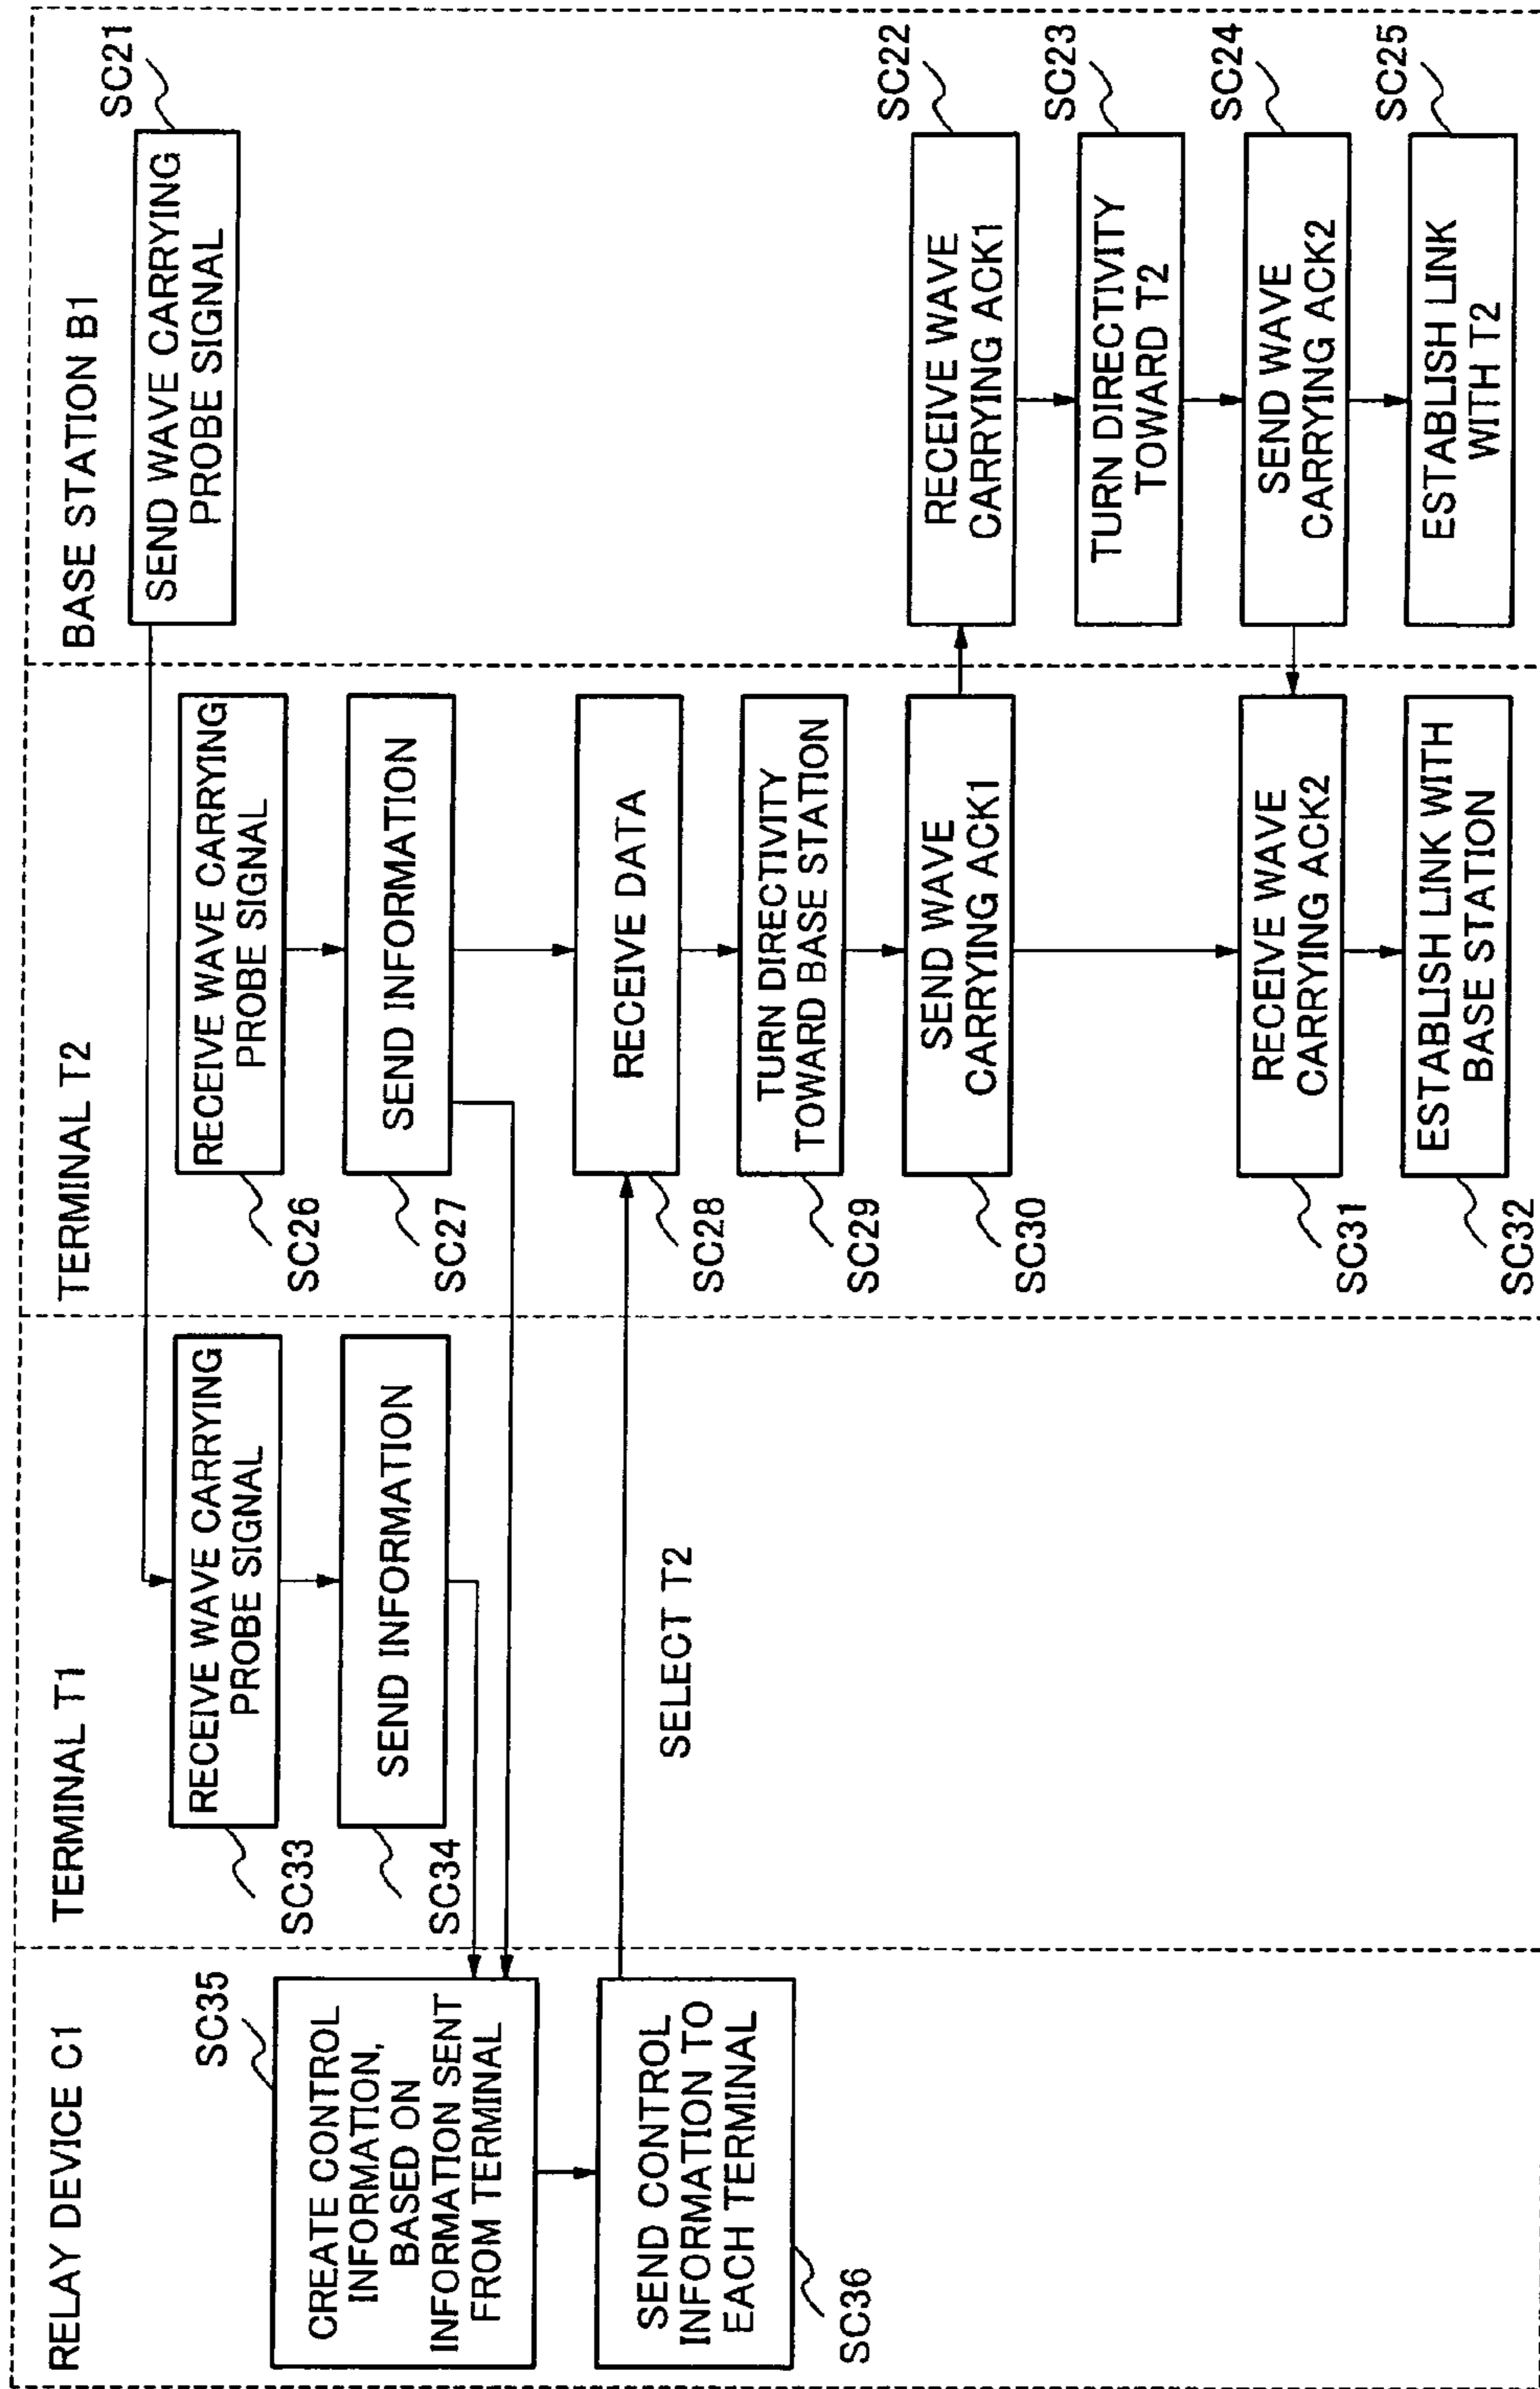 RELAY DEVICE C1
SC35
CREATE CONTROL
INFORMATION,
BASED ON
INFORMATION SENT
FROM TERMINAL
SEND CONTROL
INFORMATION TO
EACH TERMINAL
SC36
TERMINAL T1
RECEIVE WAVE CARRYING
PROBE SIGNAL
SC33
SEND INFORMATION
SC34
SELECT T2
TERMINAL T2
RECEIVE WAVE CARRYING
PROBE SIGNAL
SC26
SEND INFORMATION
SC27
RECEIVE DATA
SC28
TURN DIRECTIVITY
TOWARD BASE STATION
SC29
SEND WAVE
CARRYING ACK1
SC30
RECEIVE WAVE
CARRYING ACK2
SC31
ESTABLISH LINK WITH
BASE STATION
SC32
BASE STATION B1
SC21
SEND WAVE CARRYING
PROBE SIGNAL
SC22
RECEIVE WAVE
CARRYING ACK1
SC23
TURN DIRECTIVITY
TOWARD T2
SC24
SEND WAVE
CARRYING ACK2
SC25
ESTABLISH LINK
WITH T2